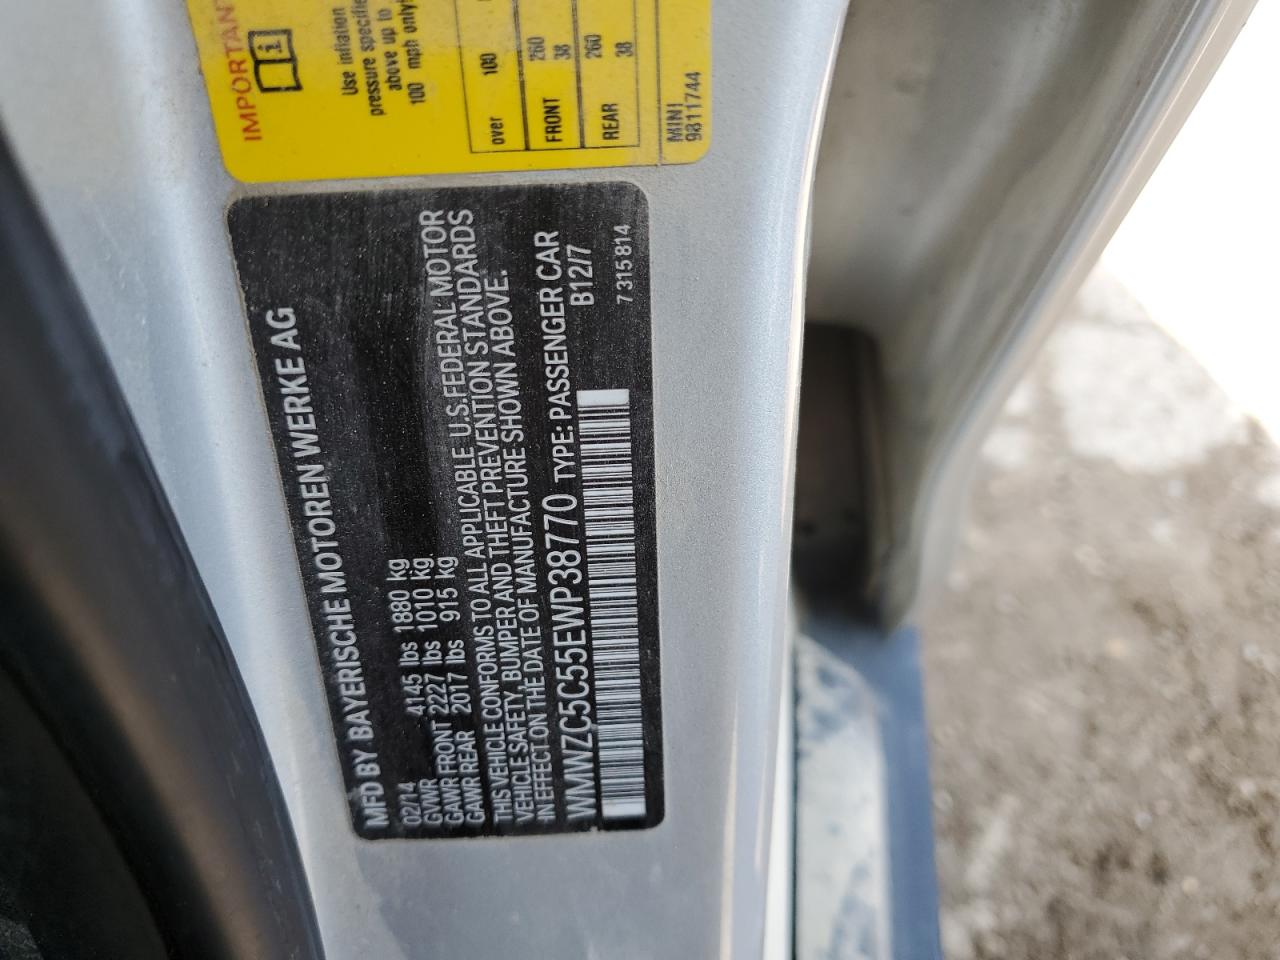 IMPORTANT
Use inflation
pressure specifie
above up to
100 mph only
over 100
FRONT 260
38
REAR 260
38
MINI
9811744
MFD BY BAYERISCHE MOTOREN WERKE AG
02/14
GVWR 4145 lbs 1880 kg
GAWR FRONT 2227 lbs 1010 kg
GAWR REAR 2017 lbs 915 kg
THIS VEHICLE CONFORMS TO ALL APPLICABLE U.S.FEDERAL MOTOR
VEHICLE SAFETY, BUMPER AND THEFT PREVENTION STANDARDS
IN EFFECT ON THE DATE OF MANUFACTURE SHOWN ABOVE.
WMWZC5C55EWP38770 TYPE: PASSENGER CAR
B12/7
7 315 814